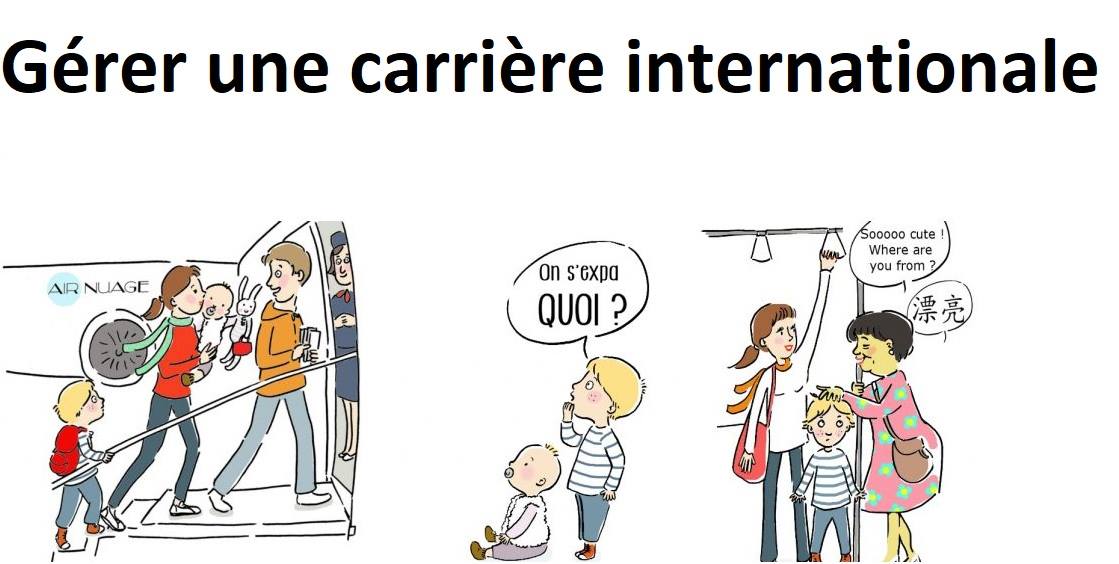 Gérer une carrière internationale
AIR NUAGE
On s'expa
QUOI ?
Sooooo cute !
Where are
you from ?
漂亮